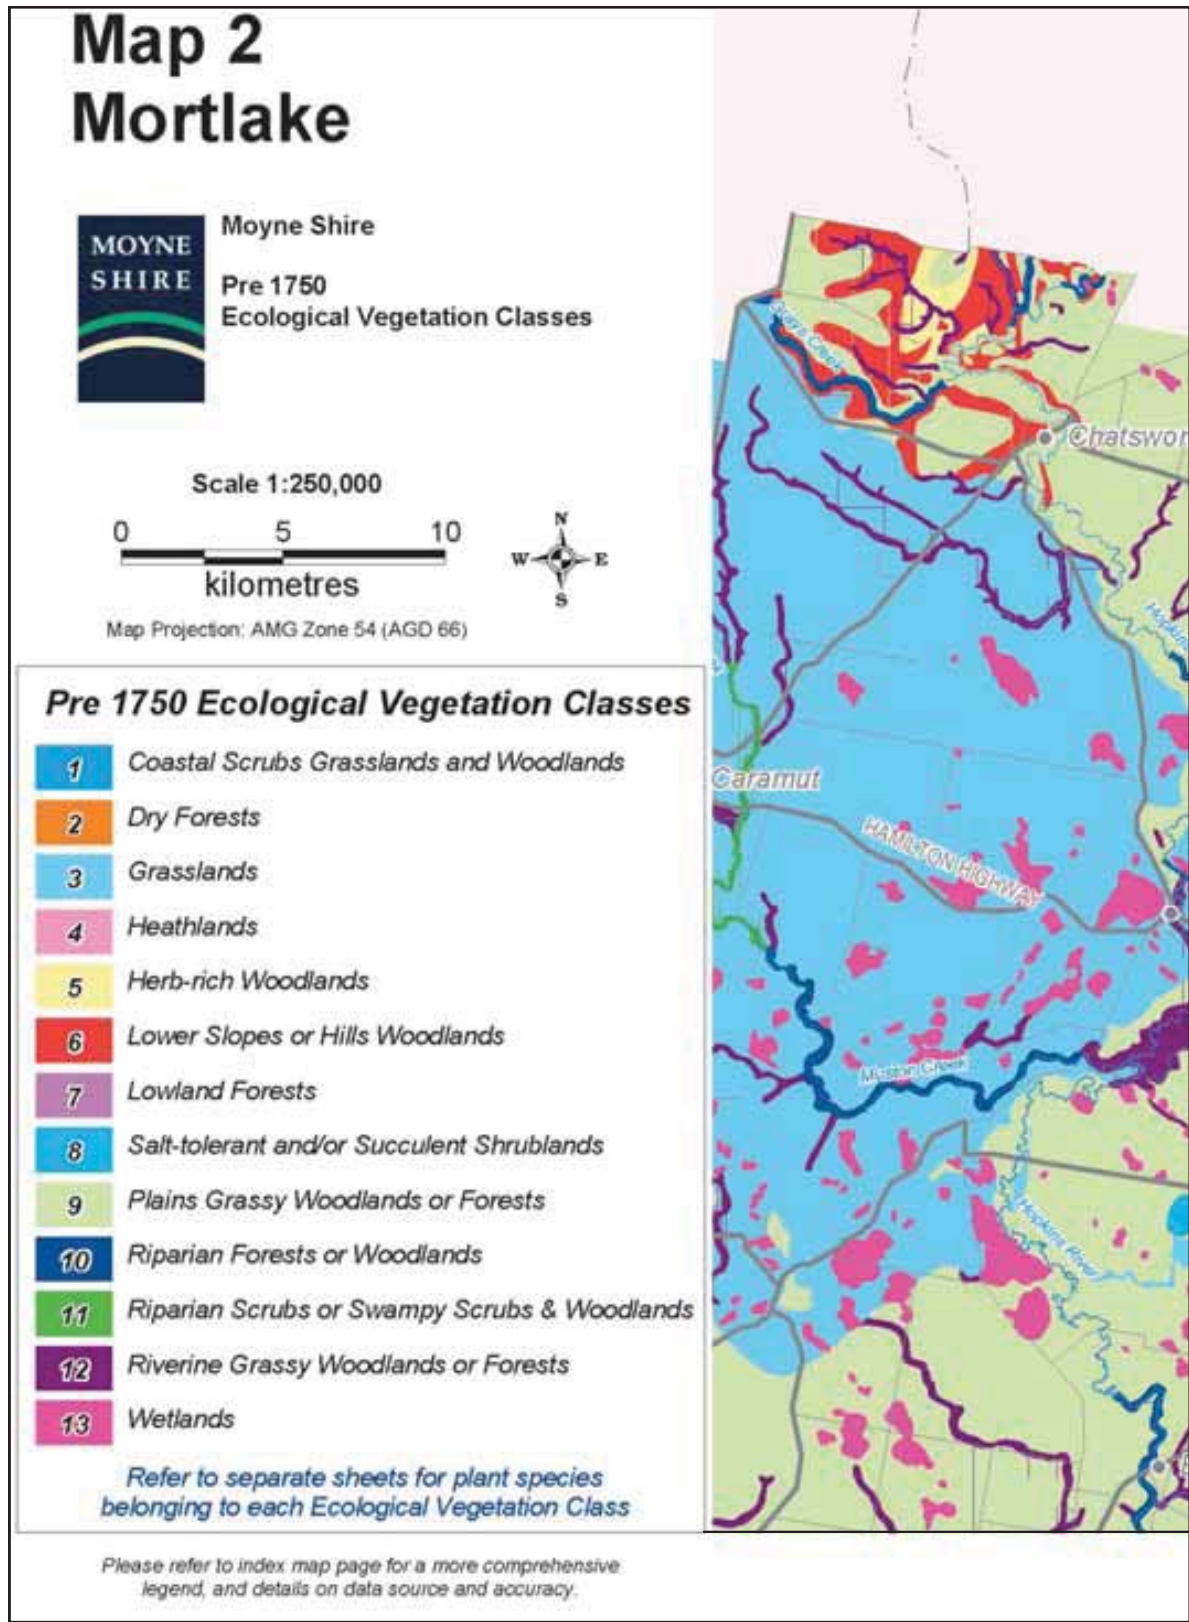 Map 2
Mortlake
MOYNE
SHIRE
Moyne Shire
Pre 1750
Ecological Vegetation Classes
Scale 1:250,000
0 5 10
kilometres
N
W E
S
Map Projection: AMG Zone 54 (AGD 66)
Pre 1750 Ecological Vegetation Classes
1 Coastal Scrubs Grasslands and Woodlands
2 Dry Forests
3 Grasslands
4 Heathlands
5 Herb-rich Woodlands
6 Lower Slopes or Hills Woodlands
7 Lowland Forests
8 Salt-tolerant and/or Succulent Shrublands
9 Plains Grassy Woodlands or Forests
10 Riparian Forests or Woodlands
11 Riparian Scrubs or Swampy Scrubs & Woodlands
12 Riverine Grassy Woodlands or Forests
13 Wetlands
Refer to separate sheets for plant species
belonging to each Ecological Vegetation Class
Please refer to index map page for a more comprehensive
legend, and details on data source and accuracy.
Creek
Chatswor
Hopkins
Caramut
HAMILTON HIGHWAY
Muston Creek
Hopkins River